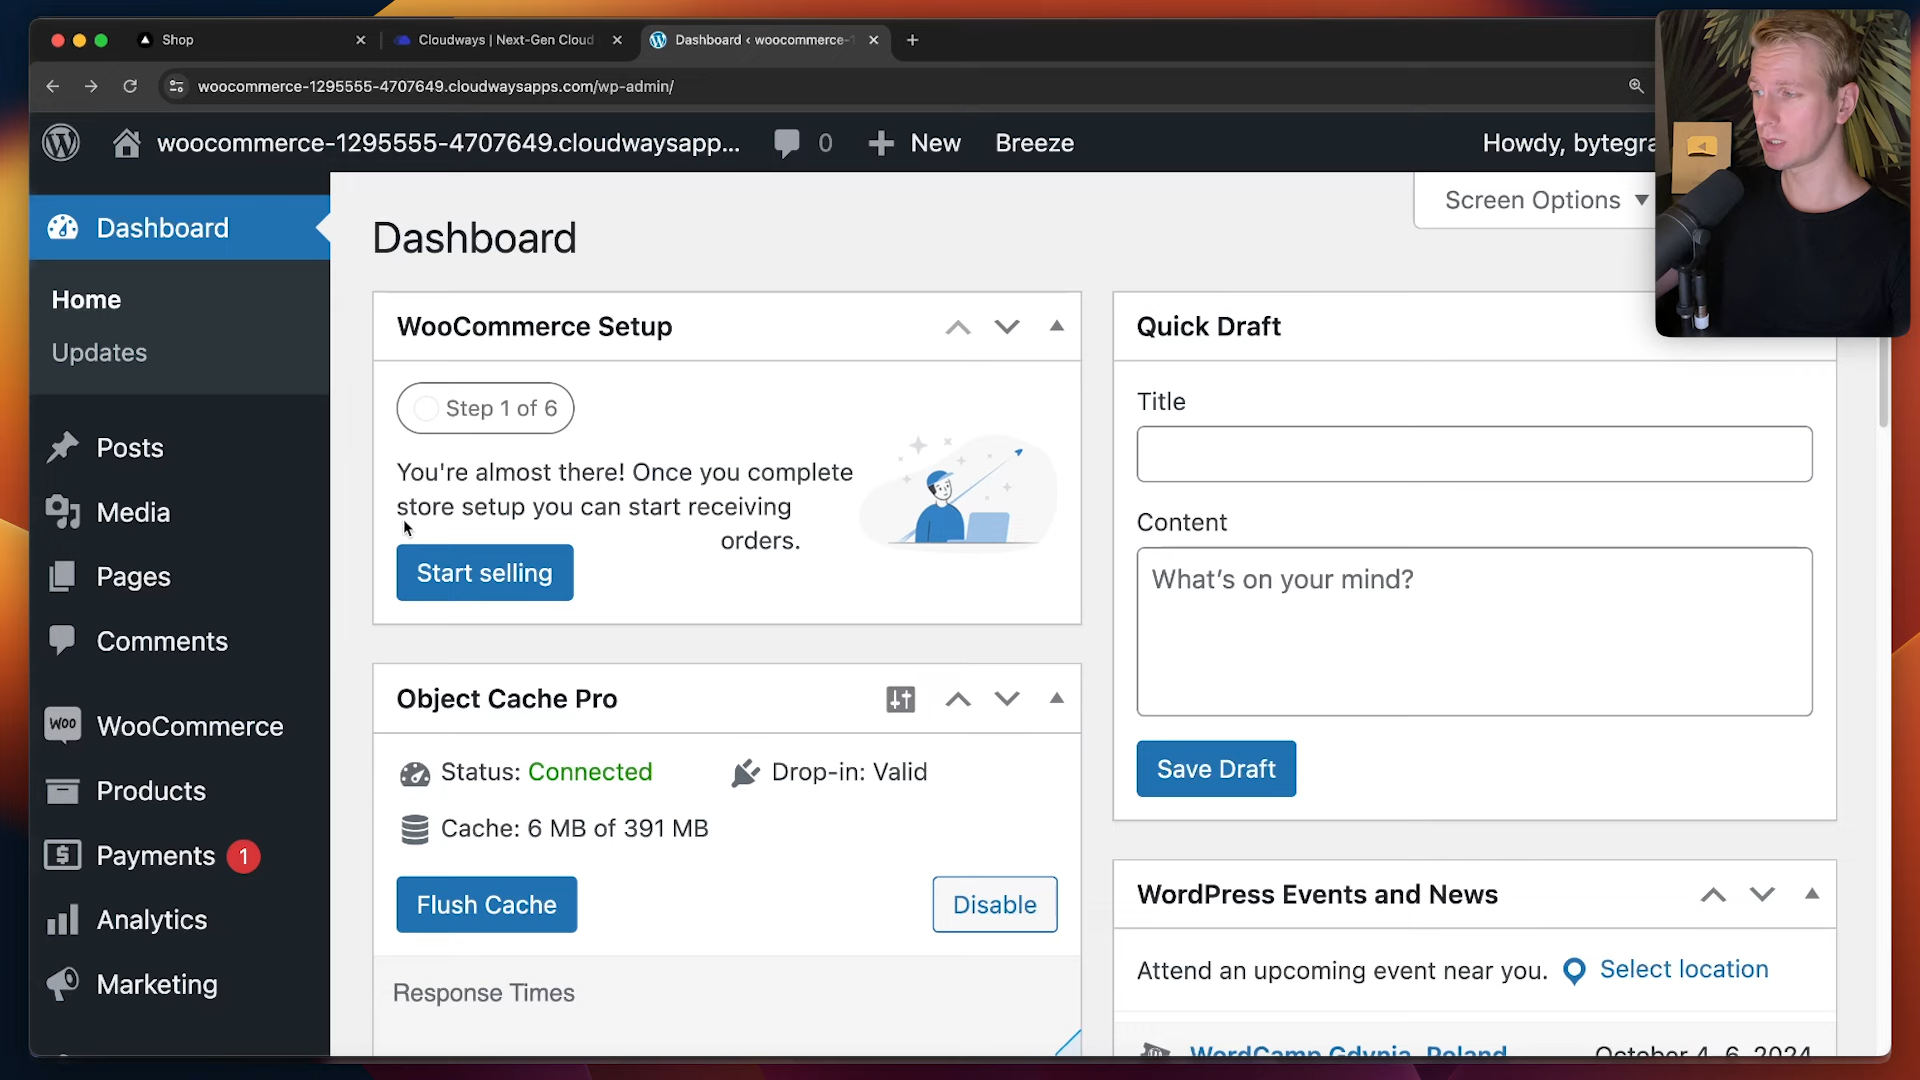 Shop
Cloudways | Next-Gen Cloud
Dashboard ‹ woocommerce-1
woocommerce-1295555-4707649.cloudwaysapps.com/wp-admin/
woocommerce-1295555-4707649.cloudwaysapp...
0
New
Breeze
Howdy, bytegra
Screen Options
Dashboard
Home
Updates
Posts
Media
Pages
Comments
Woo
WooCommerce
Products
Payments
1
Analytics
Marketing
Dashboard
WooCommerce Setup
Step 1 of 6
You're almost there! Once you complete
store setup you can start receiving
orders.
Start selling
Object Cache Pro
Status: Connected
Drop-in: Valid
Cache: 6 MB of 391 MB
Flush Cache
Disable
Response Times
Quick Draft
Title
Content
What's on your mind?
Save Draft
WordPress Events and News
Attend an upcoming event near you.
Select location
WordCamp Gdynia, Poland
October 4-6, 2024